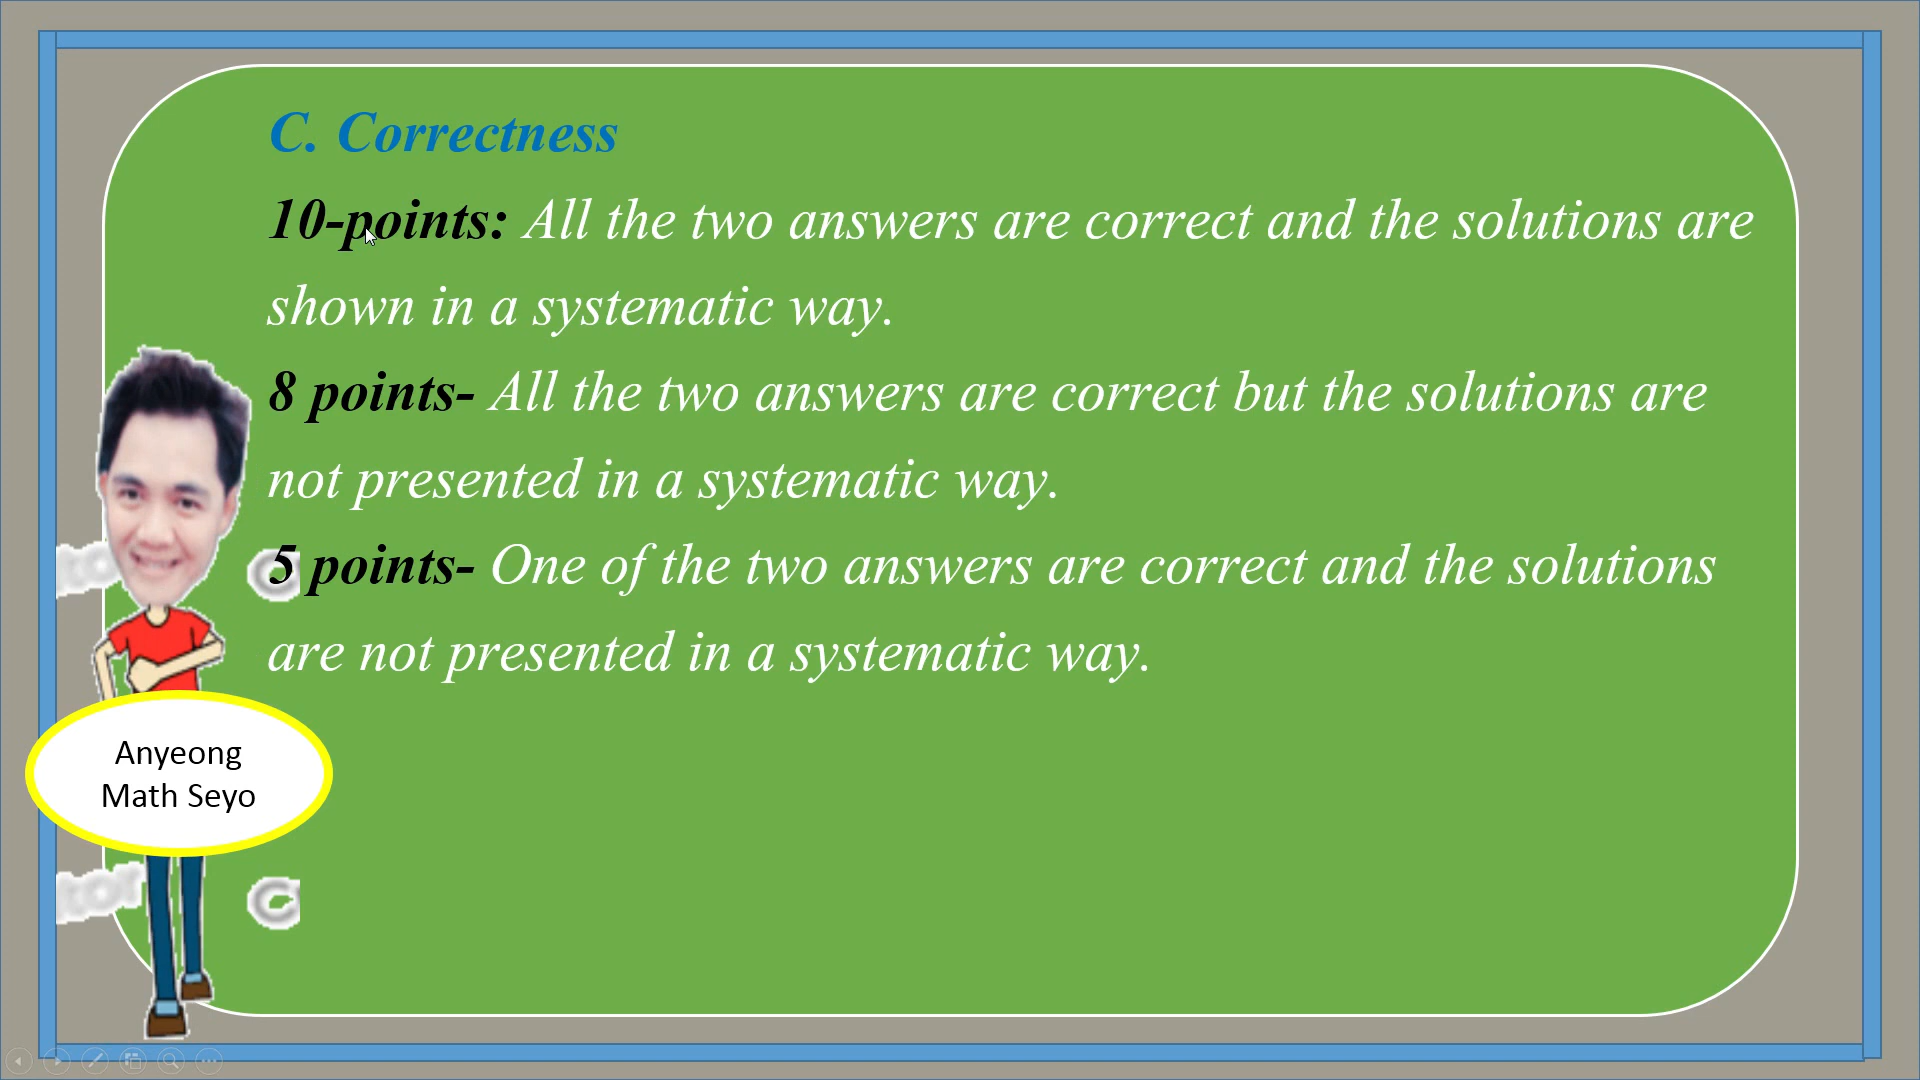 C. Correctness
10-points: All the two answers are correct and the solutions are
shown in a systematic way.
8 points- All the two answers are correct but the solutions are
not presented in a systematic way.
5 points- One of the two answers are correct and the solutions
are not presented in a systematic way.
Anyeong
Math Seyo